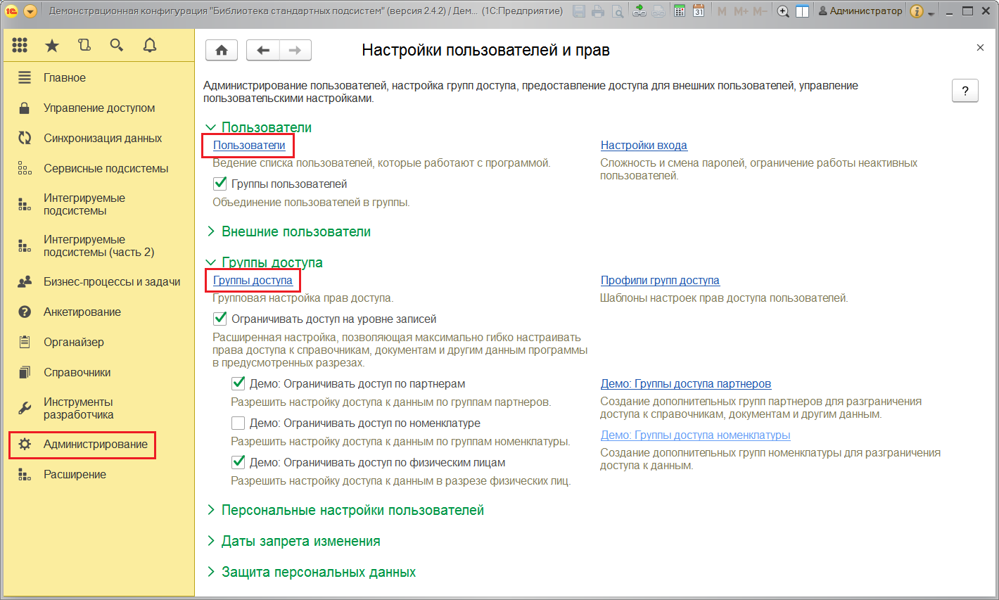 Демонстрационная конфигурация "Библиотека стандартных подсистем" (версия 2.4.2) / Дем... (1С:Предприятие)
M M+ M-
Администратор
31
Главное
Управление доступом
Синхронизация данных
Сервисные подсистемы
Интегрируемые
подсистемы
Интегрируемые
подсистемы (часть 2)
Бизнес-процессы и задачи
Анкетирование
Органайзер
Справочники
Инструменты
разработчика
Администрирование
Расширение
Настройки пользователей и прав
Администрирование пользователей, настройка групп доступа, предоставление доступа для внешних пользователей, управление
пользовательскими настройками.
?
Пользователи
Пользователи
Ведение списка пользователей, которые работают с программой.
Группы пользователей
Объединение пользователей в группы.
Настройки входа
Сложность и смена паролей, ограничение работы неактивных
пользователей.
Внешние пользователи
Группы доступа
Группы доступа
Групповая настройка прав доступа.
Профили групп доступа
Шаблоны настроек прав доступа пользователей.
Ограничивать доступ на уровне записей
Расширенная настройка, позволяющая максимально гибко настраивать
права доступа к справочникам, документам и другим данным программы
в предусмотренных разрезах.
Демо: Ограничивать доступ по партнерам
Разрешить настройку доступа к данным по группам партнеров.
Демо: Группы доступа партнеров
Создание дополнительных групп партнеров для разграничения
доступа к справочникам, документам и другим данным.
Демо: Ограничивать доступ по номенклатуре
Разрешить настройку доступа к данным по группам номенклатуры.
Демо: Группы доступа номенклатуры
Создание дополнительных групп номенклатуры для разграничения
доступа к данным.
Демо: Ограничивать доступ по физическим лицам
Разрешить настройку доступа к данным в разрезе физических лиц.
Персональные настройки пользователей
Даты запрета изменения
Защита персональных данных